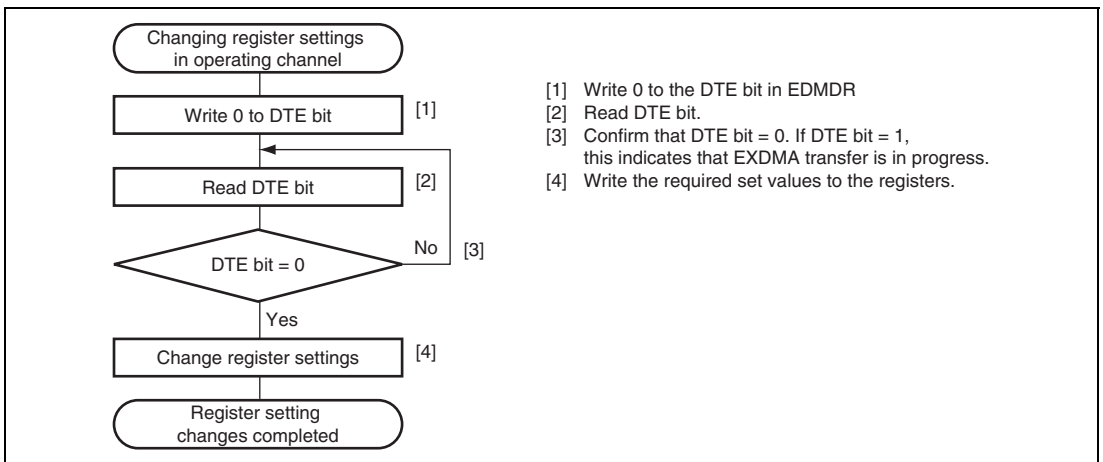 Changing register settings
in operating channel
Write 0 to DTE bit
[1]
Read DTE bit
[2]
DTE bit = 0
No
[3]
Yes
Change register settings
[4]
Register setting
changes completed
[1] Write 0 to the DTE bit in EDMDR
[2] Read DTE bit.
[3] Confirm that DTE bit = 0. If DTE bit = 1,
this indicates that EXDMA transfer is in progress.
[4] Write the required set values to the registers.